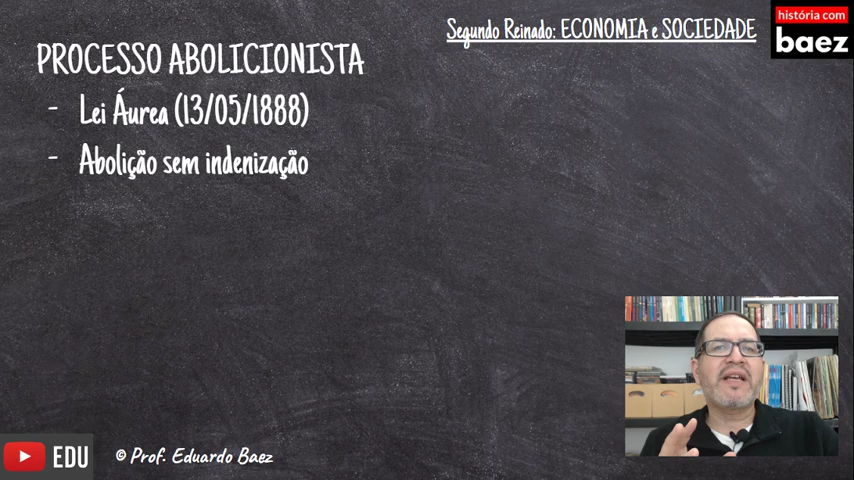 Segundo Reinado: ECONOMIA e SOCIEDADE
história com
baez
PROCESSO ABOLICIONISTA
- Lei Áurea (13/05/1888)
- Abolição sem indenização
EDU
© Prof. Eduardo Baez